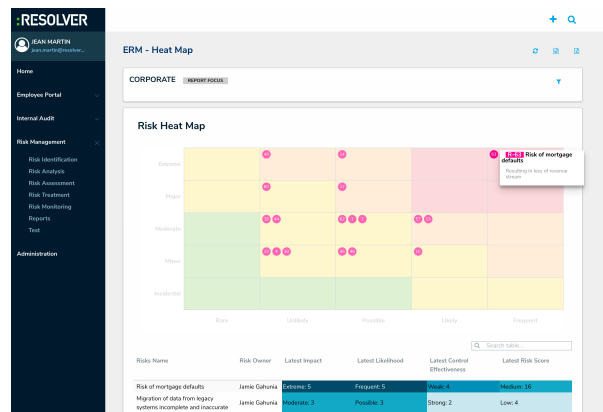 :RESOLVER
JEAN MARTIN
jean.martin@resolver...
Home
Employee Portal
Internal Audit
Risk Management
Risk Identification
Risk Analysis
Risk Assessment
Risk Treatment
Risk Monitoring
Reports
Test
Administration
ERM - Heat Map
CORPORATE REPORT FOCUS
Risk Heat Map
Extreme
R-63 Risk of mortgage
defaults
Resulting in loss of revenue
stream
Major
Moderate
Minor
Incidental
Rare Unlikely Possible Likely Frequent
Search table...
Risks Name Risk Owner Latest Impact Latest Likelihood Latest Control Latest Risk Score
Effectiveness
Risk of mortgage defaults Jamie Gahunia Extreme: 5 Frequent: 5 Weak: 4 Medium: 16
Migration of data from legacy
systems incomplete and inaccurate Jamie Gahunia Moderate: 3 Possible: 3 Strong: 2 Low: 4